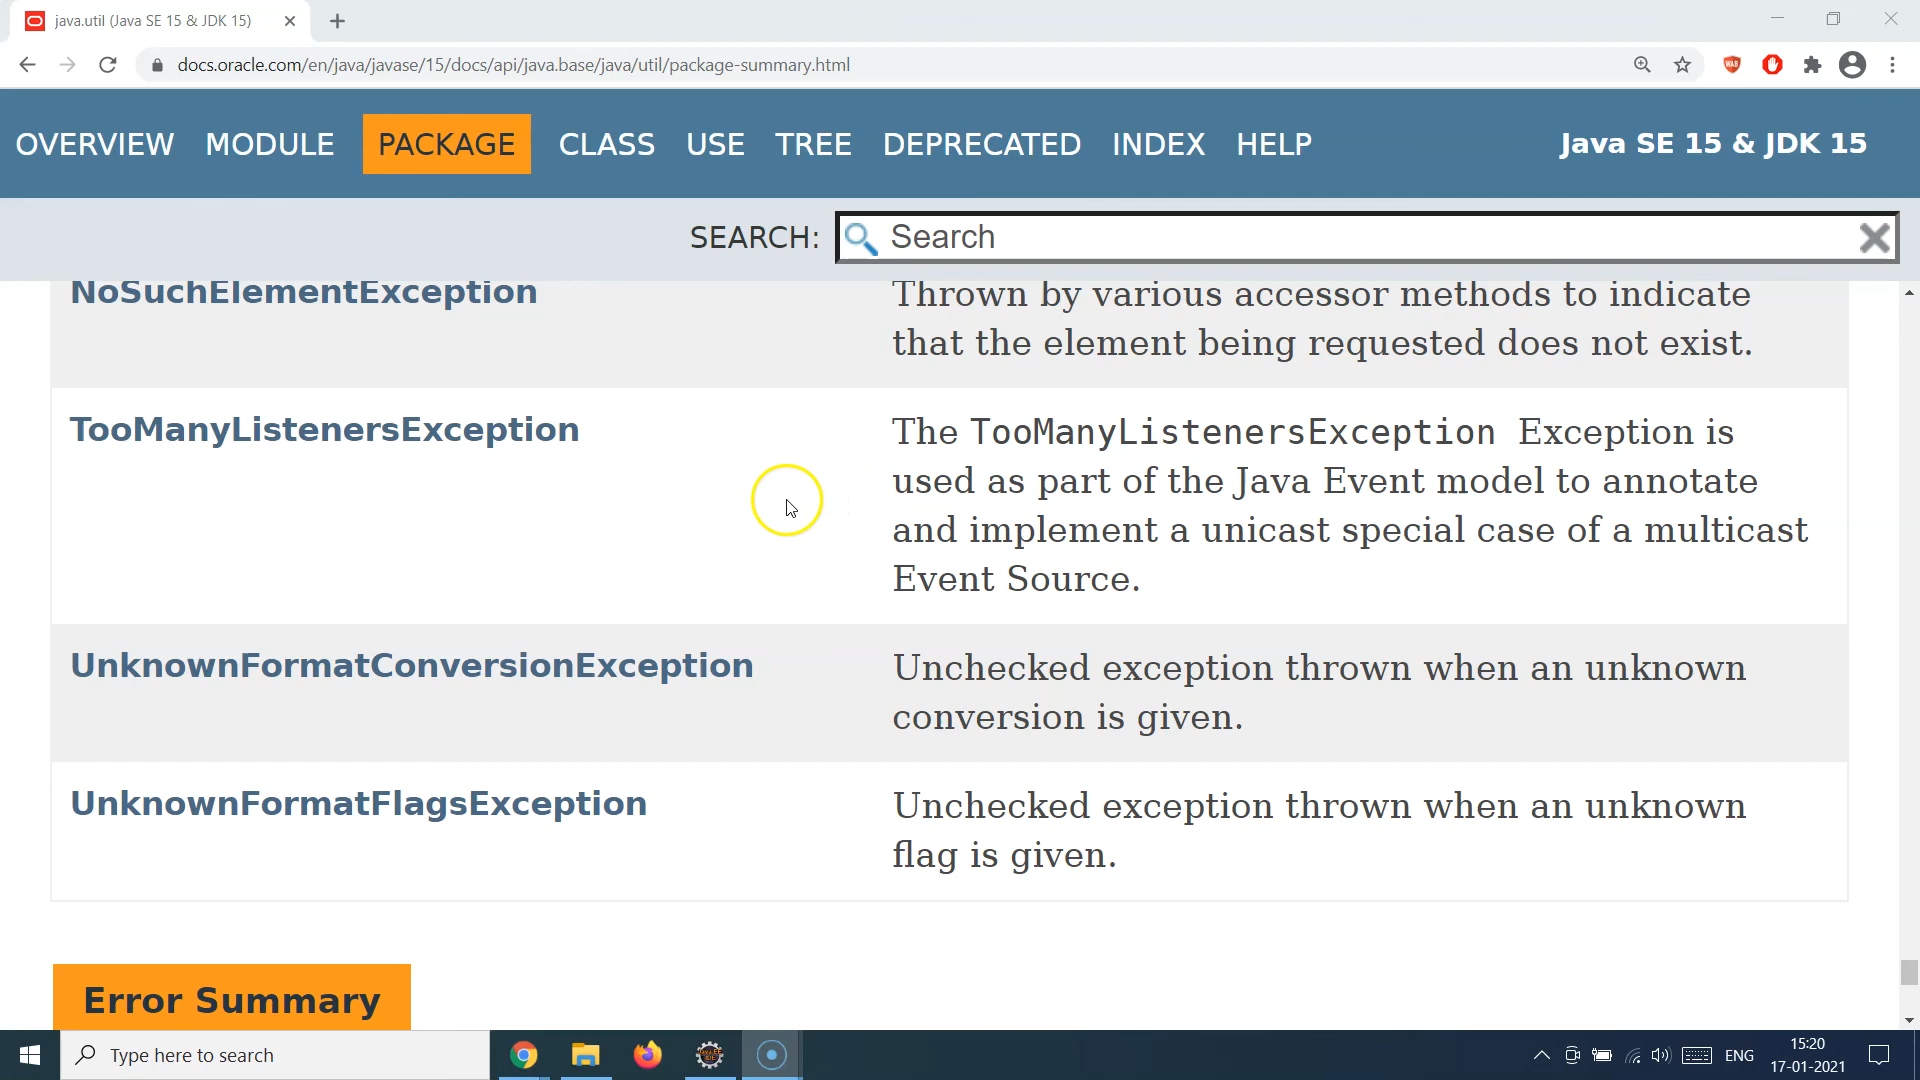 java.util (Java SE 15 & JDK 15)
docs.oracle.com/en/java/javase/15/docs/api/java.base/java/util/package-summary.html
OVERVIEW MODULE PACKAGE CLASS USE TREE DEPRECATED INDEX HELP Java SE 15 & JDK 15
SEARCH: Search
NoSuchElementException
Thrown by various accessor methods to indicate
that the element being requested does not exist.
TooManyListenersException
The TooManyListenersException Exception is
used as part of the Java Event model to annotate
and implement a unicast special case of a multicast
Event Source.
UnknownFormatConversionException
Unchecked exception thrown when an unknown
conversion is given.
UnknownFormatFlagsException
Unchecked exception thrown when an unknown
flag is given.
Error Summary
Type here to search
ENG
15:20
17-01-2021